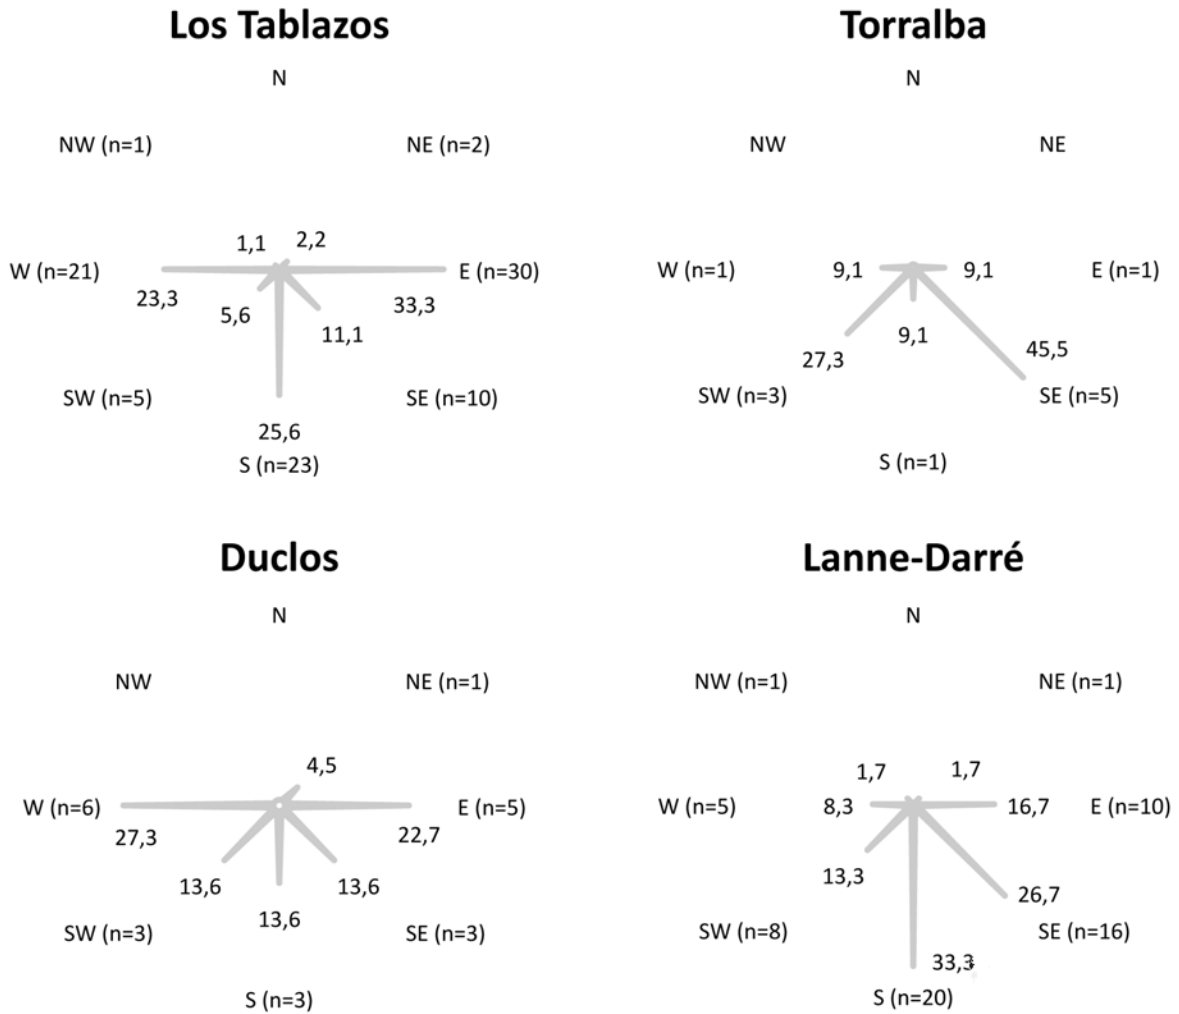 Los Tablazos
N
NW (n=1)
NE (n=2)
1,1
2,2
W (n=21)
E (n=30)
23,3
5,6
33,3
11,1
SW (n=5)
SE (n=10)
25,6
S (n=23)
Torralba
N
NW
NE
W (n=1)
9,1
9,1
E (n=1)
9,1
27,3
45,5
SW (n=3)
SE (n=5)
S (n=1)
Duclos
N
NW
NE (n=1)
4,5
W (n=6)
E (n=5)
27,3
22,7
13,6
13,6
13,6
SW (n=3)
SE (n=3)
S (n=3)
Lanne-Darré
N
NW (n=1)
NE (n=1)
1,7
1,7
W (n=5)
8,3
16,7
E (n=10)
13,3
26,7
SW (n=8)
SE (n=16)
33,3
S (n=20)